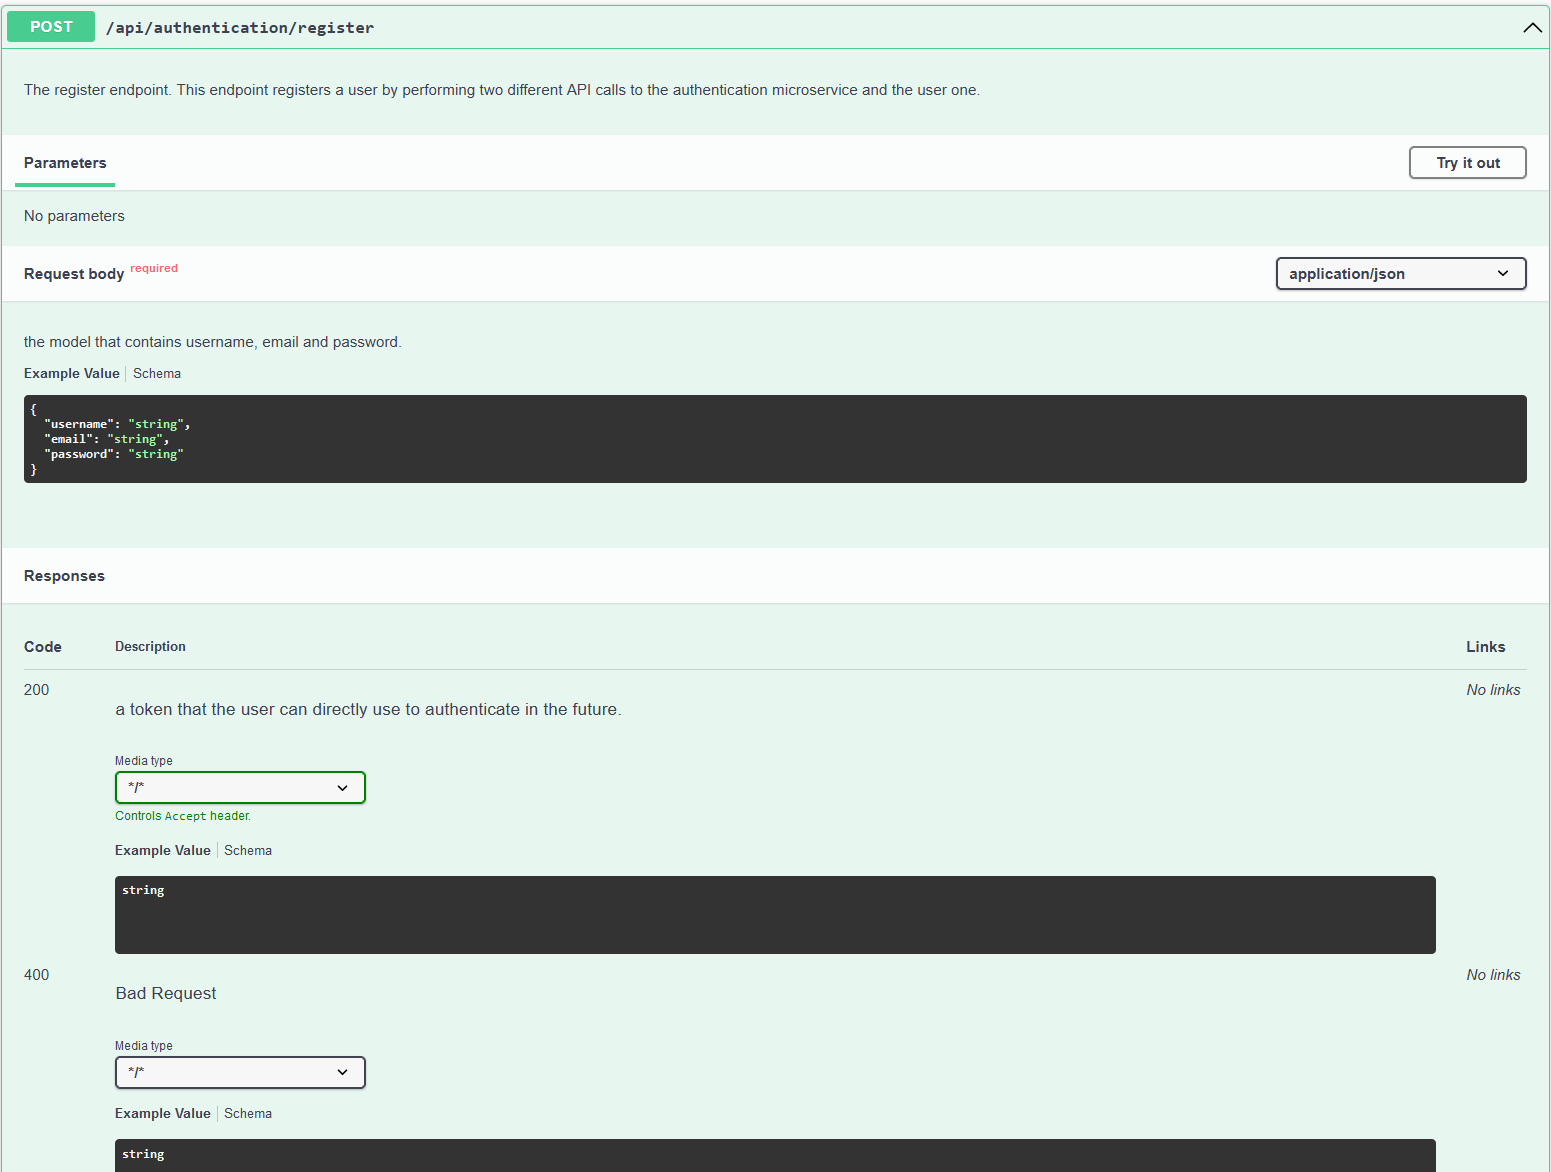 POST /api/authentication/register
The register endpoint. This endpoint registers a user by performing two different API calls to the authentication microservice and the user one.
Parameters Try it out
No parameters
Request body required application/json
the model that contains username, email and password.
Example Value Schema
{
"username": "string",
"email": "string",
"password": "string"
}
Responses
Code Description Links
200 No links
a token that the user can directly use to authenticate in the future.
Media type
*/*
Controls Accept header.
Example Value Schema
string
400 No links
Bad Request
Media type
*/*
Example Value Schema
string